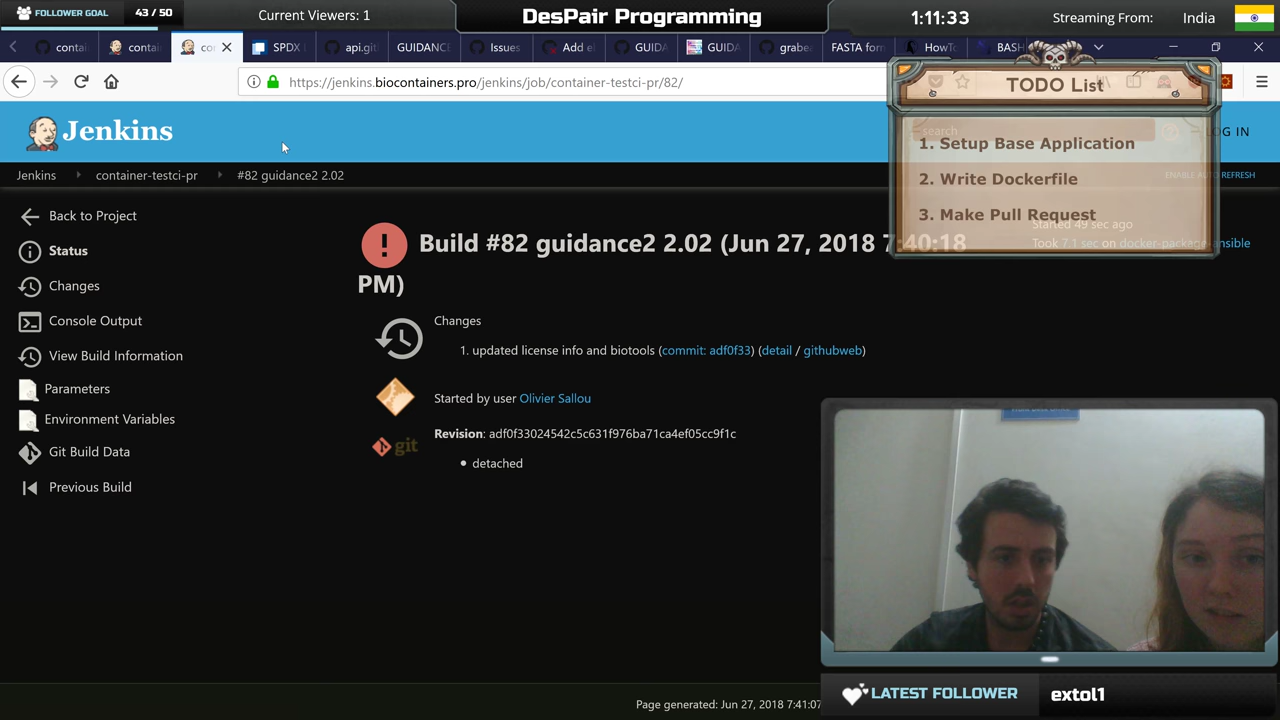 FOLLOWER GOAL
43 / 50
Current Viewers: 1
DesPair Programming
1:11:33
Streaming From:
India
contai
contai
co
SPDX
api.git
GUIDANCE
Issues
Add el
GUIDA
GUIDA
grabea
FASTA form
HowTo
BASH
https://jenkins.biocontainers.pro/jenkins/job/container-testci-pr/82/
TODO List
1. Setup Base Application
2. Write Dockerfile
3. Make Pull Request
Jenkins
search
LOG IN
Jenkins
container-testci-pr
#82 guidance2 2.02
REFRESH
Back to Project
Status
Changes
Console Output
View Build Information
Parameters
Environment Variables
Git Build Data
Previous Build
Build #82 guidance2 2.02 (Jun 27, 2018 7:40:18
PM)
Started 49 sec ago
Took 7.1 sec on docker-package-ansible
Changes
1. updated license info and biotools (commit: adf0f33) (detail / githubweb)
Started by user Olivier Sallou
git
Revision: adf0f33024542c5c631f976ba71ca4ef05cc9f1c
detached
Page generated: Jun 27, 2018 7:41:07
LATEST FOLLOWER
extol1